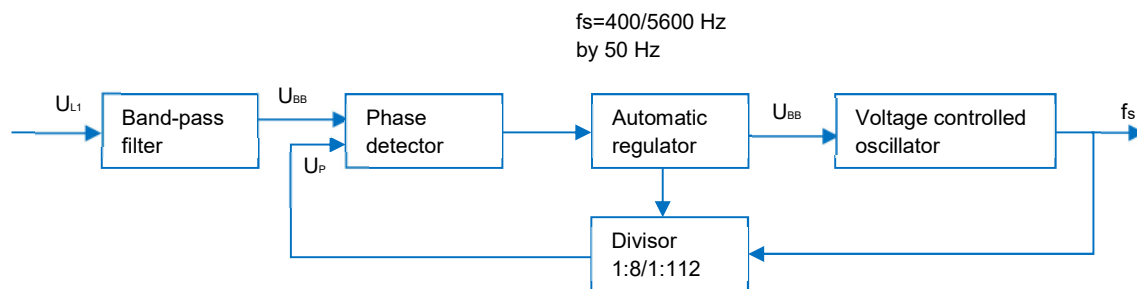 fs=400/5600 Hz
by 50 Hz
UL1
Band-pass
filter
UBB
Phase
detector
UP
Automatic
regulator
UBB
Voltage controlled
oscillator
fs
Divisor
1:8/1:112